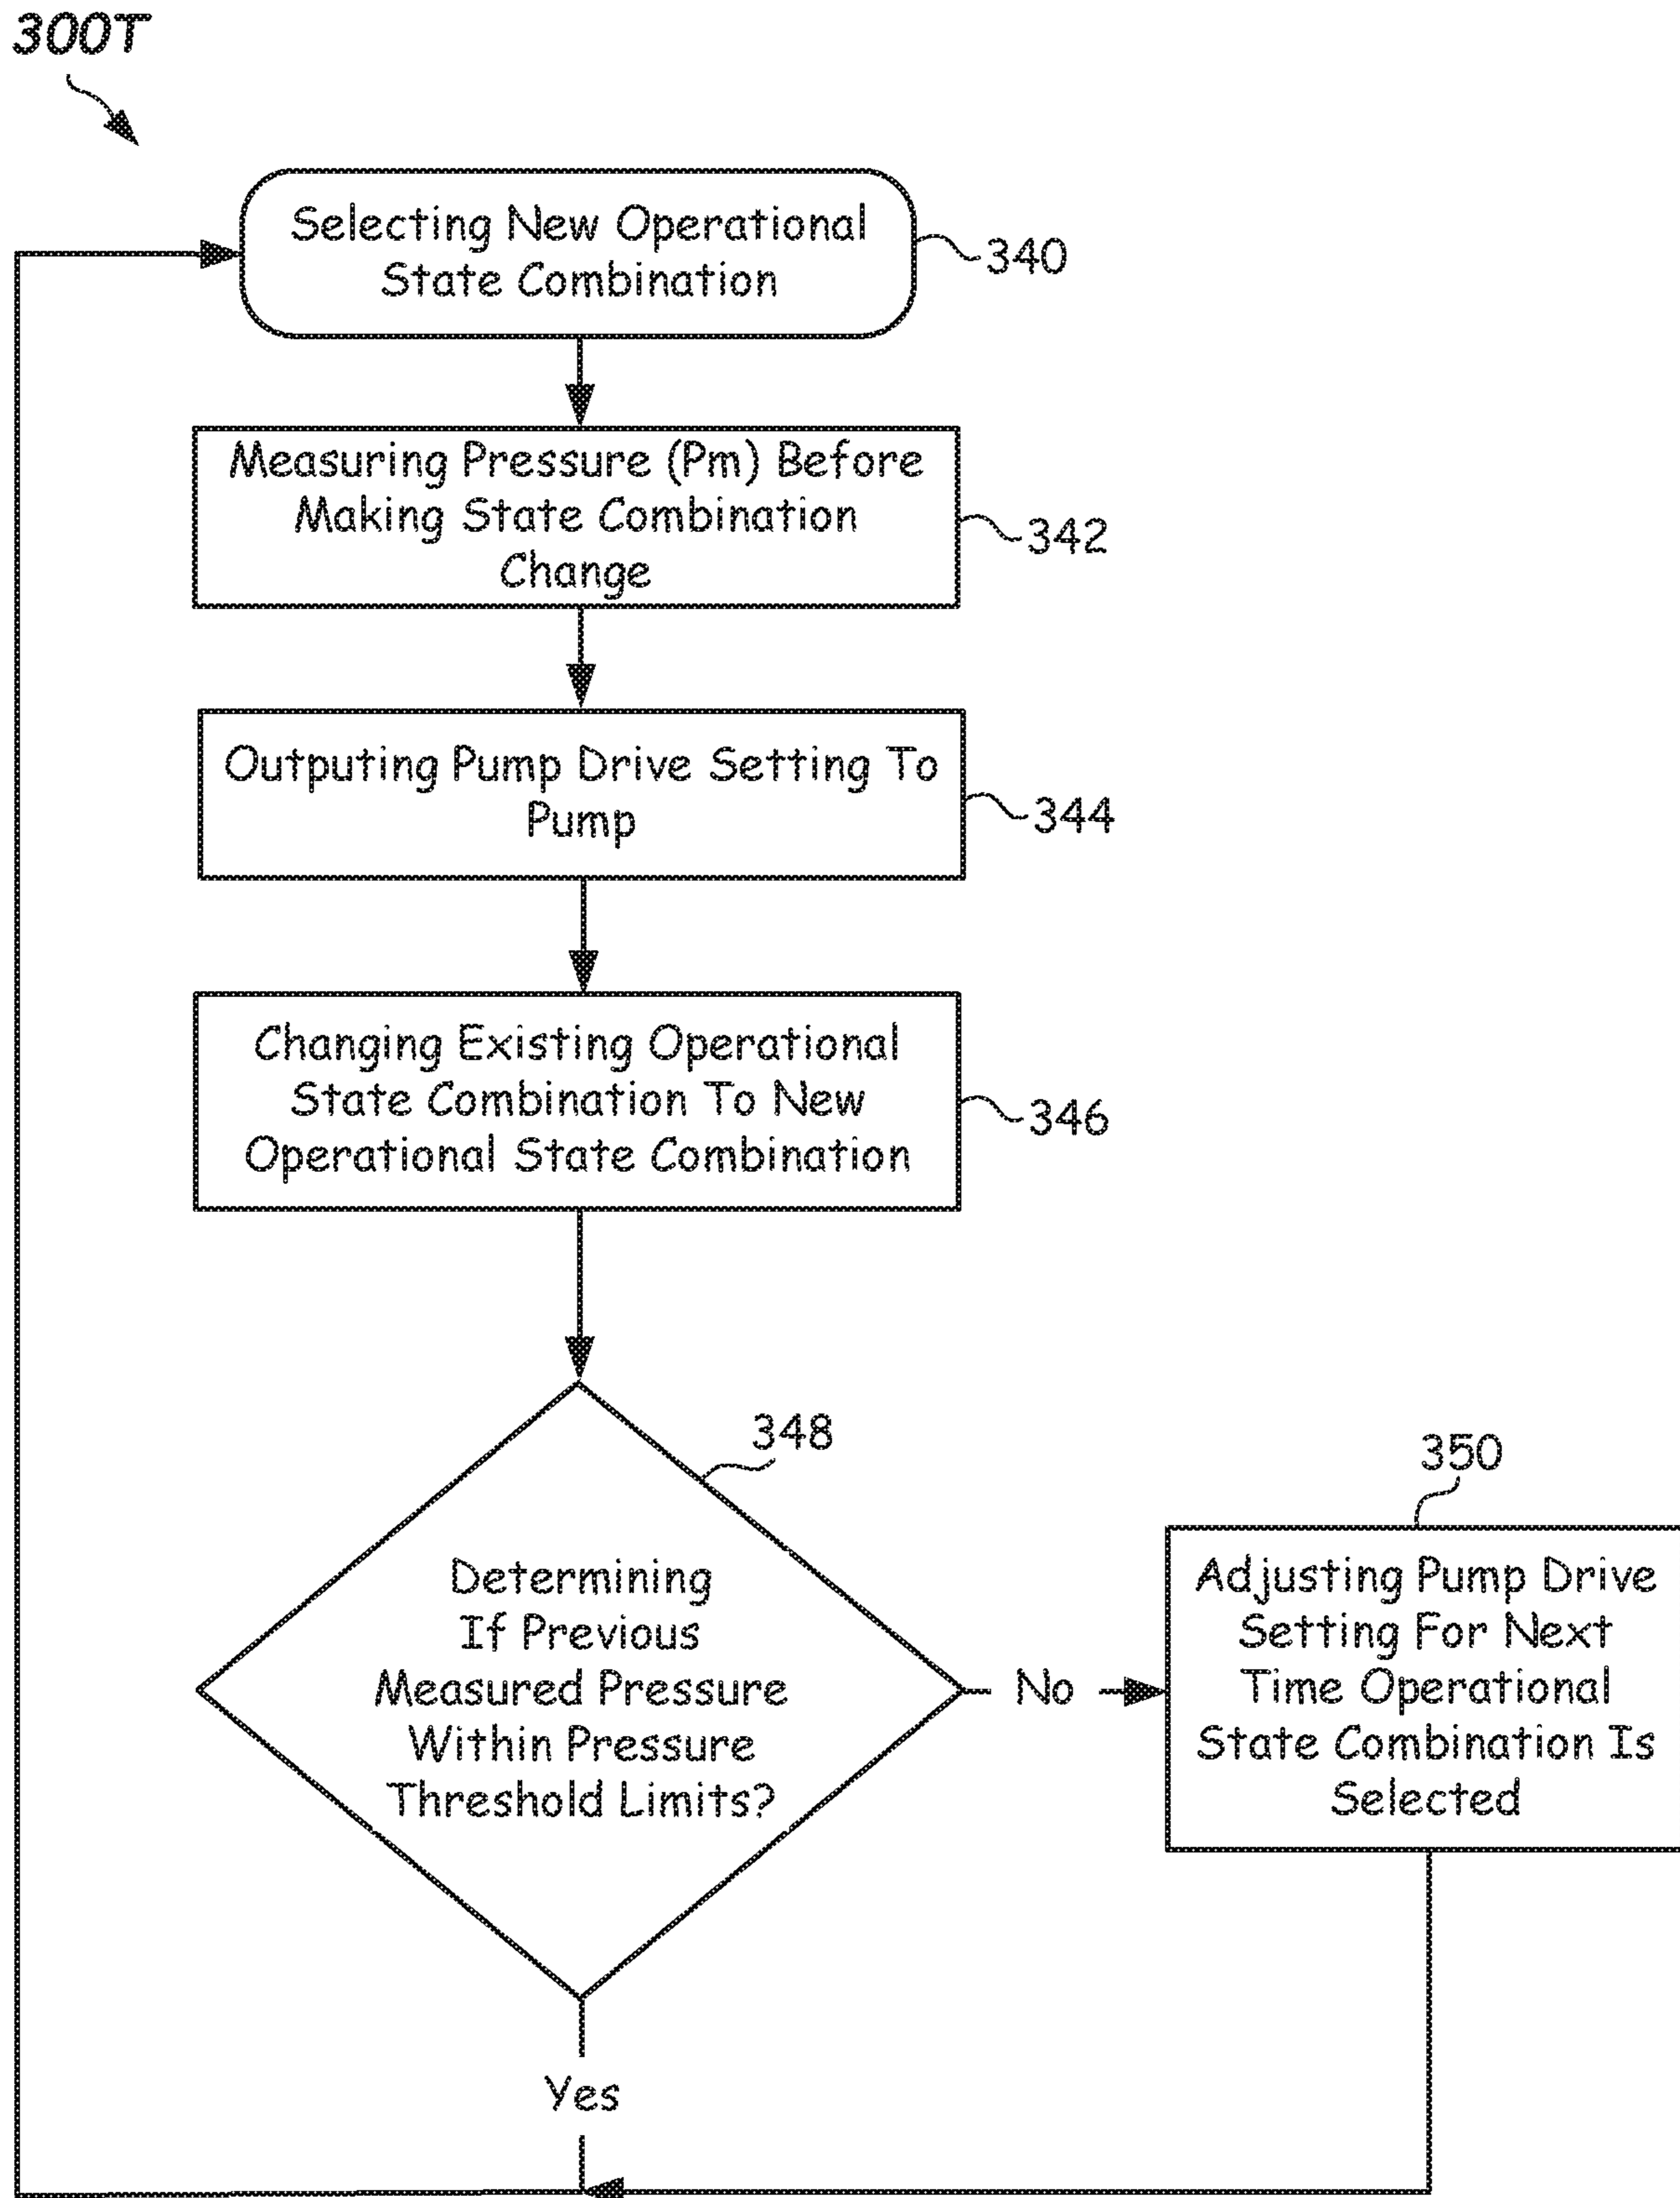 300T
Selecting New Operational
State Combination
340
Measuring Pressure (Pm) Before
Making State Combination
Change
342
Outputing Pump Drive Setting To
Pump
344
Changing Existing Operational
State Combination To New
Operational State Combination
346
348
Determining
If Previous
Measured Pressure
Within Pressure
Threshold Limits?
No
350
Adjusting Pump Drive
Setting For Next
Time Operational
State Combination Is
Selected
Yes